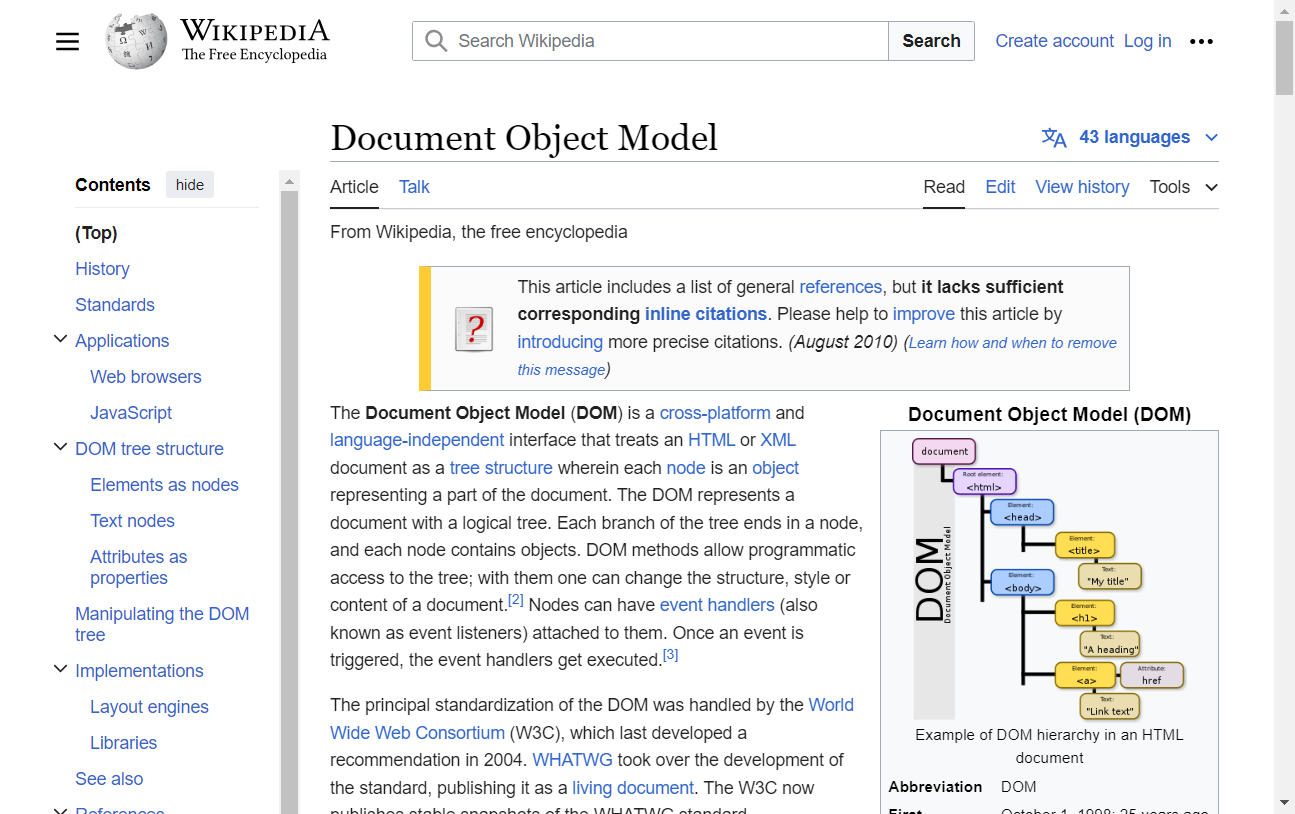 WIKIPEDIA
The Free Encyclopedia
Search Wikipedia
Search
Create account Log in
Document Object Model
43 languages
Article Talk
Read Edit View history Tools
From Wikipedia, the free encyclopedia
Contents hide
(Top)
History
Standards
Applications
Web browsers
JavaScript
DOM tree structure
Elements as nodes
Text nodes
Attributes as
properties
Manipulating the DOM
tree
Implementations
Layout engines
Libraries
See also
References
This article includes a list of general references, but it lacks sufficient
corresponding inline citations. Please help to improve this article by
introducing more precise citations. (August 2010) (Learn how and when to remove
this message)
The Document Object Model (DOM) is a cross-platform and
language-independent interface that treats an HTML or XML
document as a tree structure wherein each node is an object
representing a part of the document. The DOM represents a
document with a logical tree. Each branch of the tree ends in a node,
and each node contains objects. DOM methods allow programmatic
access to the tree; with them one can change the structure, style or
content of a document.[2] Nodes can have event handlers (also
known as event listeners) attached to them. Once an event is
triggered, the event handlers get executed.[3]
The principal standardization of the DOM was handled by the World
Wide Web Consortium (W3C), which last developed a
recommendation in 2004. WHATWG took over the development of
the standard, publishing it as a living document. The W3C now
publishes stable snapshots of the WHATWG standard.
Document Object Model (DOM)
DOM
Document Object Model
document
Root element:
<html>
Element:
<head>
Element:
<title>
Text:
"My title"
Element:
<body>
Element:
<h1>
Text:
"A heading"
Element:
<a>
Attribute:
href
Text:
"Link text"
Example of DOM hierarchy in an HTML
document
Abbreviation DOM
First October 1, 1998; 25 years ago